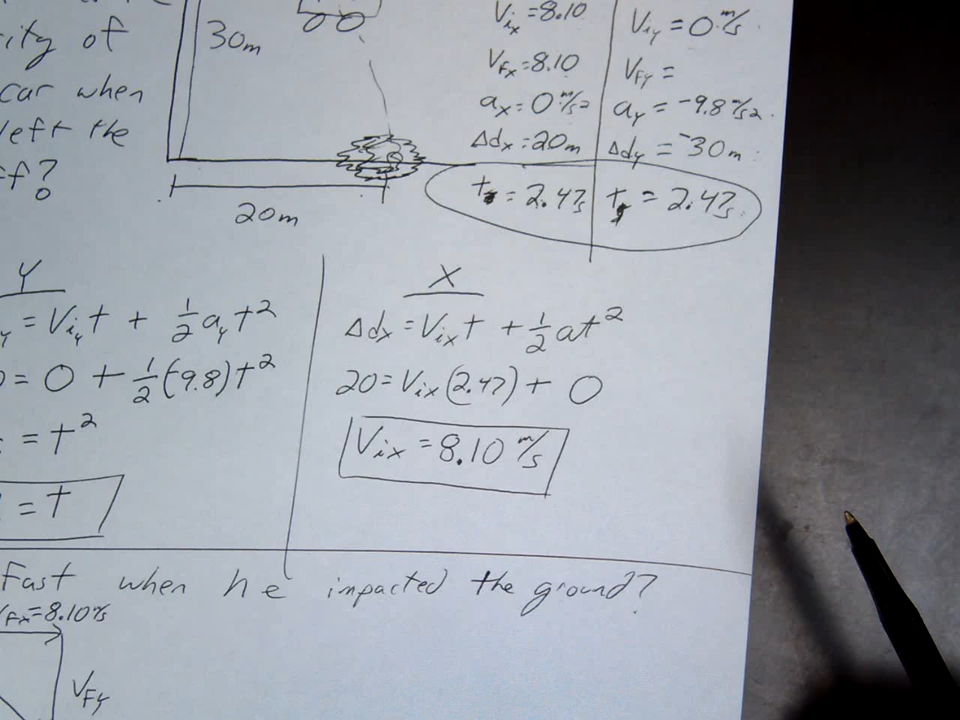 ity of
car when
left the
ff?
30m
20m
Vix=8.10
VFx=8.10
ax=0 m/s²
Δdx=20m
t=2.47s
Viy=0 m/s
VFy=
ay=-9.8 m/s²
Δdy=-30m
t=2.47s
Y
y=Viyt + ½ayt²
0=0+½(-9.8)t²
=t²
=t
X
Δdx=Vixt+½at²
20=Vix(2.47)+0
Vix=8.10 m/s
Fast when he impacted the ground?
VFx=8.10 m/s
VFy